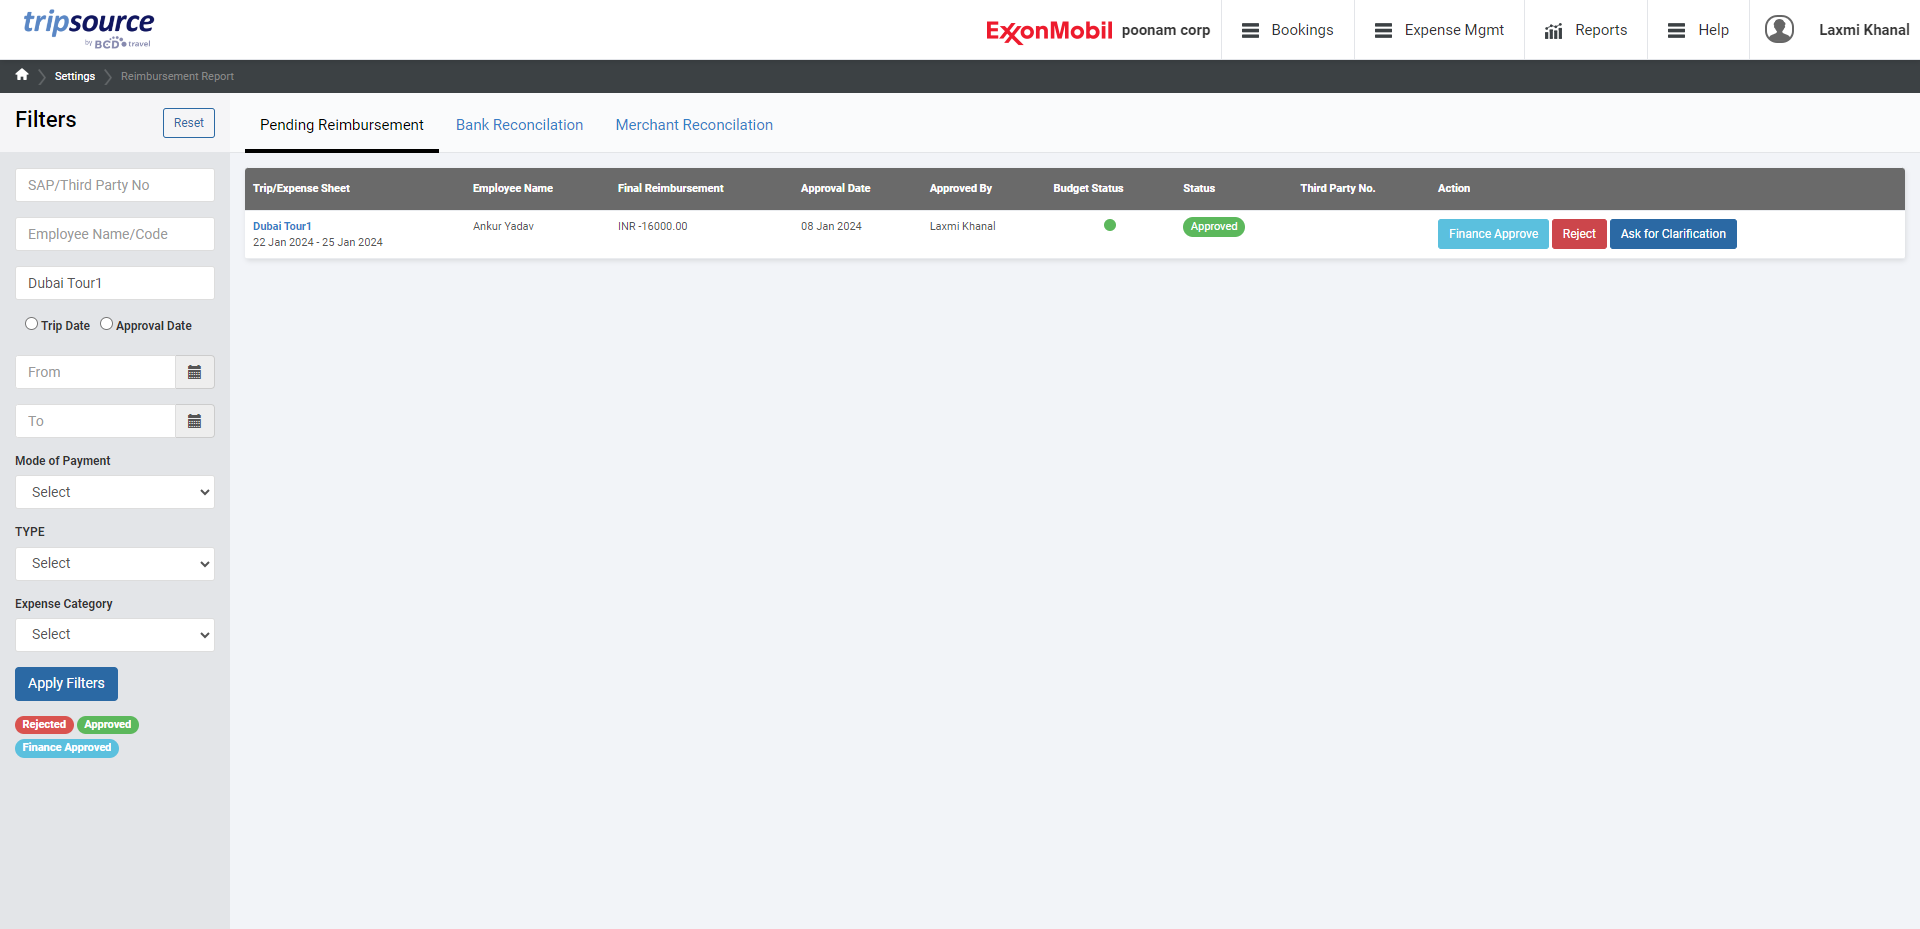 tripsource
by BCD travel
ExxonMobil poonam corp
Bookings
Expense Mgmt
Reports
Help
Laxmi Khanal
Settings
Reimbursement Report
Filters
Reset
SAP/Third Party No
Employee Name/Code
Dubai Tour1
Trip Date Approval Date
From
To
Mode of Payment
Select
TYPE
Select
Expense Category
Select
Apply Filters
Rejected Approved
Finance Approved
Pending Reimbursement Bank Reconcilation Merchant Reconcilation
Trip/Expense Sheet Employee Name Final Reimbursement Approval Date Approved By Budget Status Status Third Party No. Action
Dubai Tour1 Ankur Yadav INR -16000.00 08 Jan 2024 Laxmi Khanal Approved Finance Approve Reject Ask for Clarification
22 Jan 2024 - 25 Jan 2024